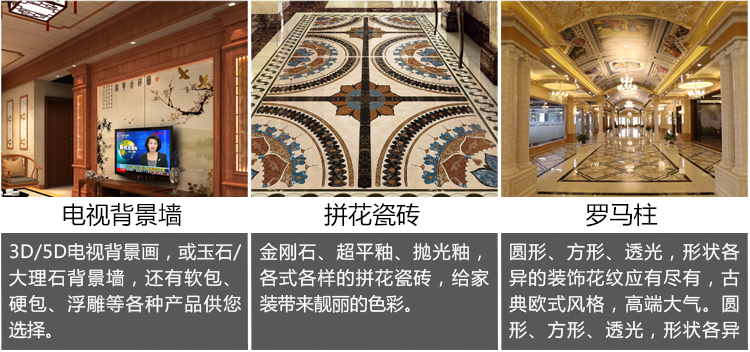 电视背景墙
3D/5D电视背景画，或玉石/
大理石背景墙，还有软包、
硬包、浮雕等各种产品供您
选择。
拼花瓷砖
金刚石、超平釉、抛光釉，
各式各样的拼花瓷砖，给家
装带来靓丽的色彩。
罗马柱
圆形、方形、透光，形状各
异的装饰花纹应有尽有，古
典欧式风格，高端大气。圆
形、方形、透光，形状各异